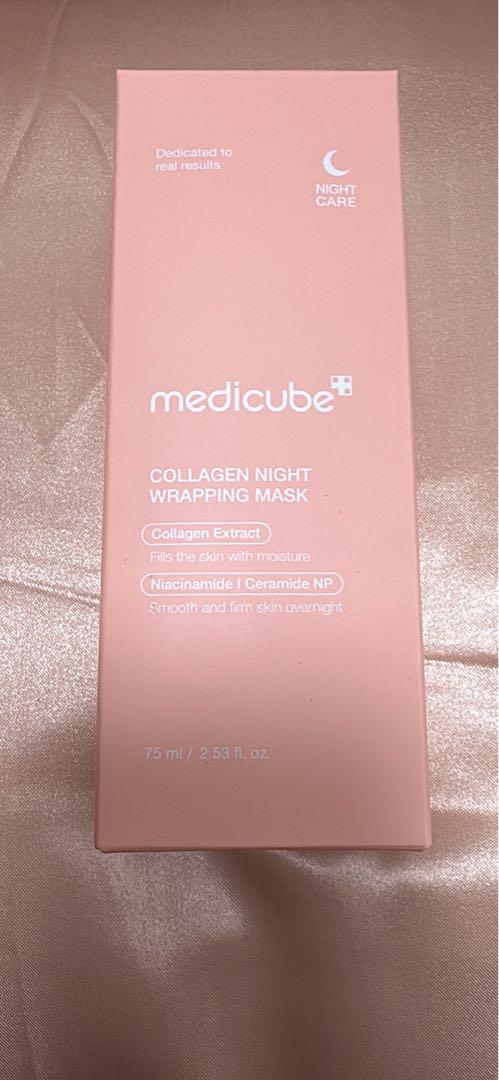 Dedicated to
real results
NIGHT
CARE
medicube
COLLAGEN NIGHT
WRAPPING MASK
Collagen Extract
Fills the skin with moisture
Niacinamide I Ceramide NP
Smooth and firm skin overnight
75 ml / 2.53 fl. oz.